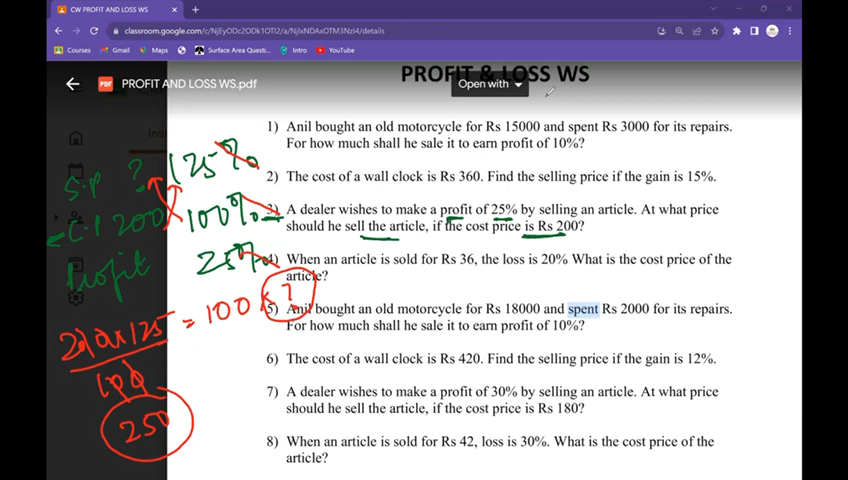 CW PROFIT AND LOSS WS.pdf
classroom.google.com/w/NjEyODc2ODk1OTI2/a/NjIxNDAxOTM3NzI4/details
Courses Gmail Maps Surface Area Questi... Intro YouTube
PROFIT & LOSS WS
PDF PROFIT AND LOSS WS.pdf Open with
1) Anil bought an old motorcycle for Rs 15000 and spent Rs 3000 for its repairs.
For how much shall he sale it to earn profit of 10%?
2) The cost of a wall clock is Rs 360. Find the selling price if the gain is 15%.
3) A dealer wishes to make a profit of 25% by selling an article. At what price
should he sell the article, if the cost price is Rs 200?
4) When an article is sold for Rs 36, the loss is 20% What is the cost price of the
article?
5) Anil bought an old motorcycle for Rs 18000 and spent Rs 2000 for its repairs.
For how much shall he sale it to earn profit of 10%?
6) The cost of a wall clock is Rs 420. Find the selling price if the gain is 12%.
7) A dealer wishes to make a profit of 30% by selling an article. At what price
should he sell the article, if the cost price is Rs 180?
8) When an article is sold for Rs 42, loss is 30%. What is the cost price of the
article?
S.P ? 125%
C.P 200 100%
Profit 25%
200x125 = 100 x ?
100
250